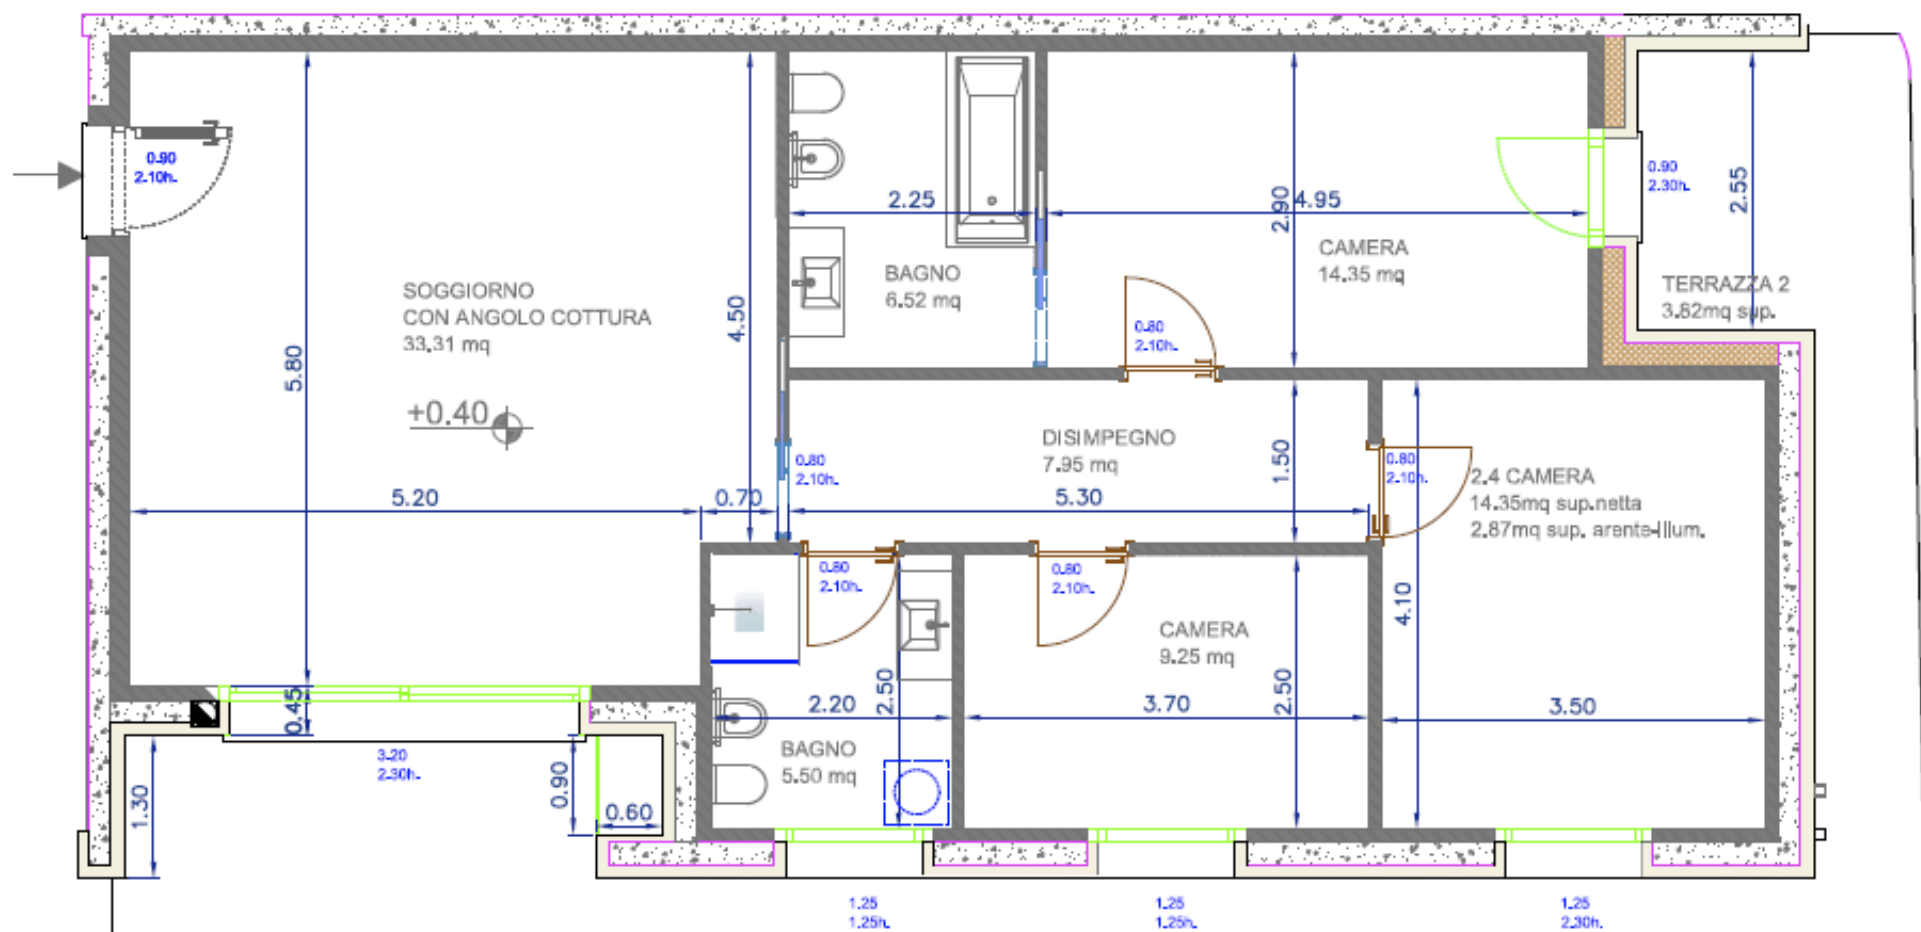 0.90
2.10h.
SOGGIORNO
CON ANGOLO COTTURA
33.31 mq
+0.40
5.80
4.50
5.20
0.70
0.45
3.20
2.30h.
1.30
0.90
0.60
2.25
BAGNO
6.52 mq
2.90
4.95
CAMERA
14.35 mq
0.80
2.10h.
0.90
2.30h.
2.55
TERRAZZA 2
3.82mq sup.
DISIMPEGNO
7.95 mq
0.80
2.10h.
5.30
1.50
0.80
2.10h.
2.4 CAMERA
14.35mq sup.netta
2.87mq sup. arente-illum.
4.10
3.50
0.80
2.10h.
2.20
2.50
BAGNO
5.50 mq
0.80
2.10h.
CAMERA
9.25 mq
3.70
2.50
1.25
1.25h.
1.25
1.25h.
1.25
2.30h.